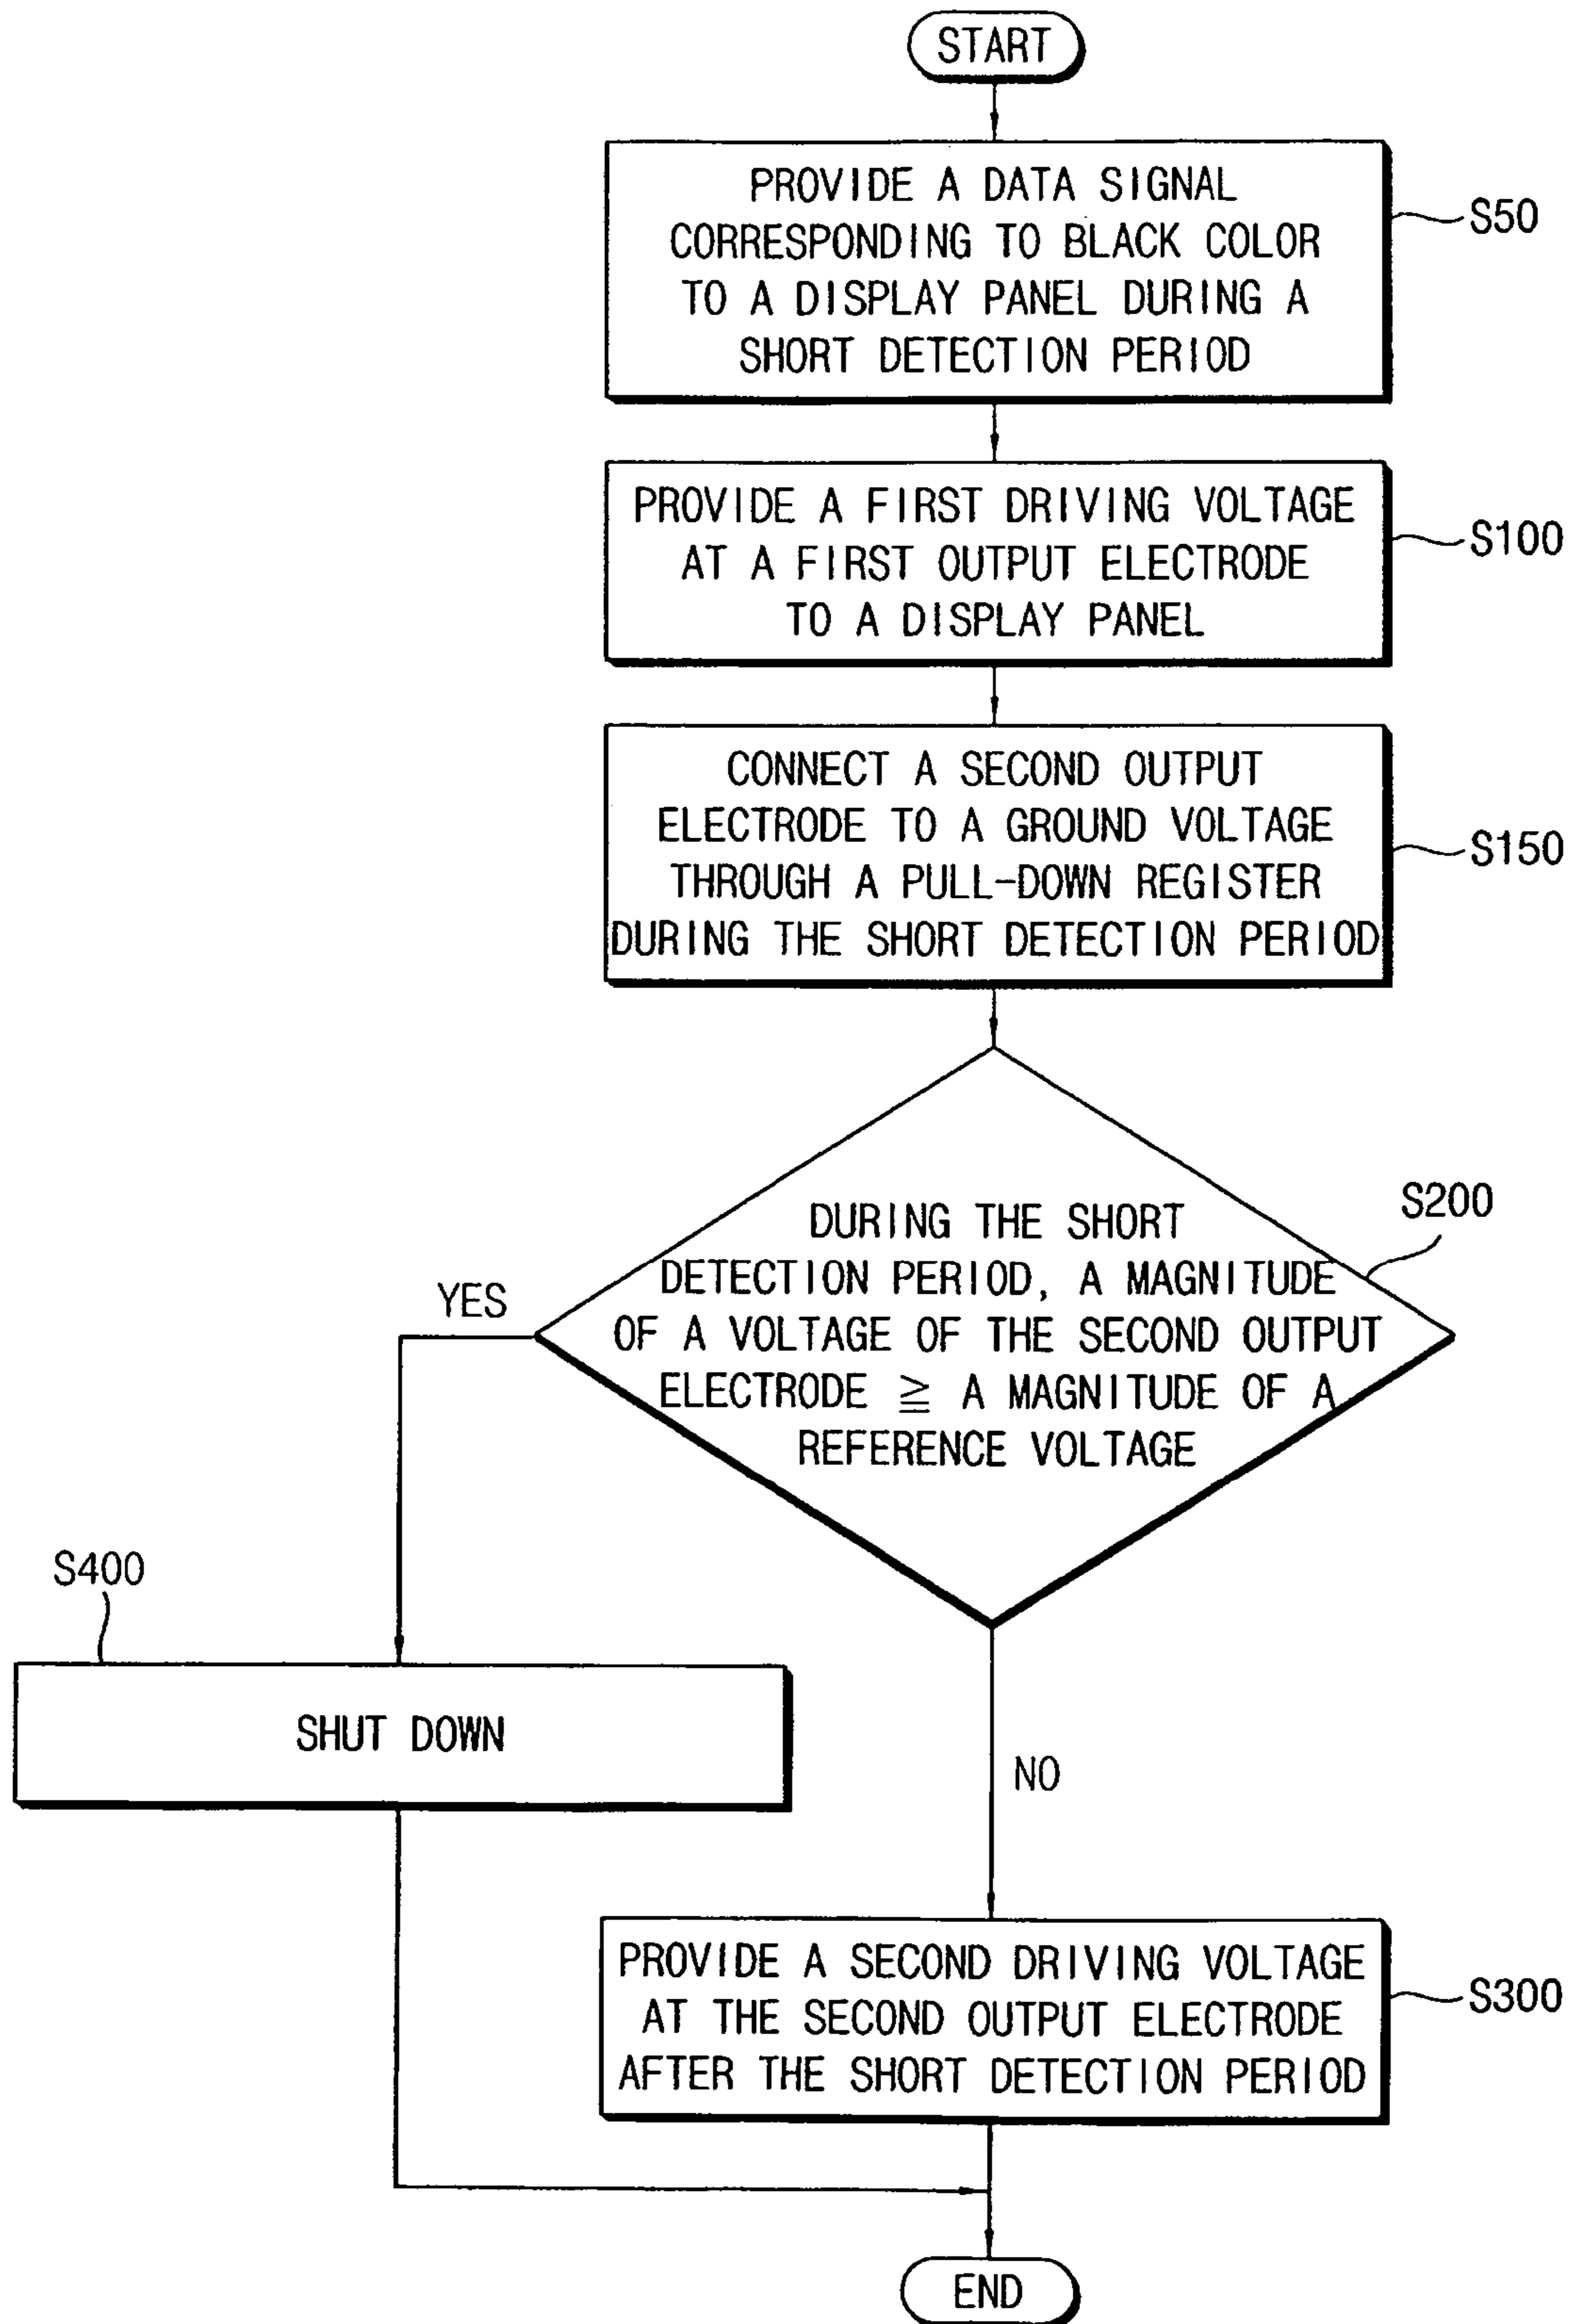 START
PROVIDE A DATA SIGNAL
CORRESPONDING TO BLACK COLOR
TO A DISPLAY PANEL DURING A
SHORT DETECTION PERIOD
S50
PROVIDE A FIRST DRIVING VOLTAGE
AT A FIRST OUTPUT ELECTRODE
TO A DISPLAY PANEL
S100
CONNECT A SECOND OUTPUT
ELECTRODE TO A GROUND VOLTAGE
THROUGH A PULL-DOWN REGISTER
DURING THE SHORT DETECTION PERIOD
S150
DURING THE SHORT
DETECTION PERIOD, A MAGNITUDE
OF A VOLTAGE OF THE SECOND OUTPUT
ELECTRODE ≧ A MAGNITUDE OF A
REFERENCE VOLTAGE
S200
YES
S400
SHUT DOWN
NO
PROVIDE A SECOND DRIVING VOLTAGE
AT THE SECOND OUTPUT ELECTRODE
AFTER THE SHORT DETECTION PERIOD
S300
END